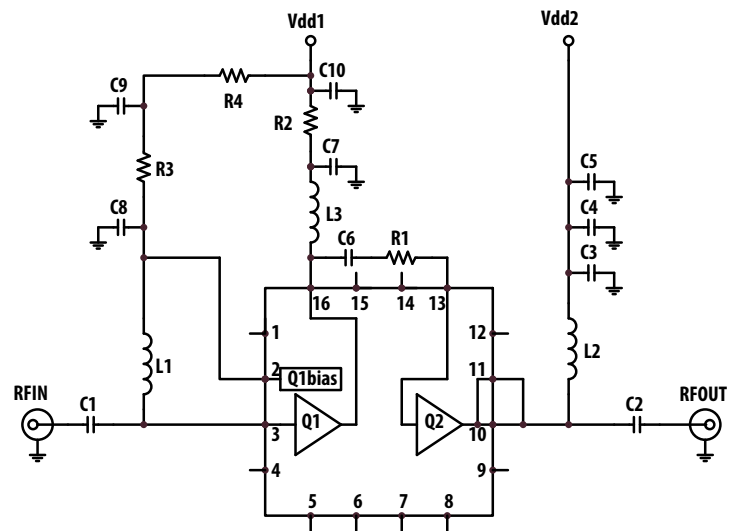 Vdd1
Vdd2
C9
C10
R4
R2
C7
R3
C5
C8
L3
C4
C6
R1
C3
16
15
14
13
1
12
L1
2
Q1bias
11
L2
RFIN
RFOUT
C1
C2
3
Q1
Q2
10
4
9
5
6
7
8